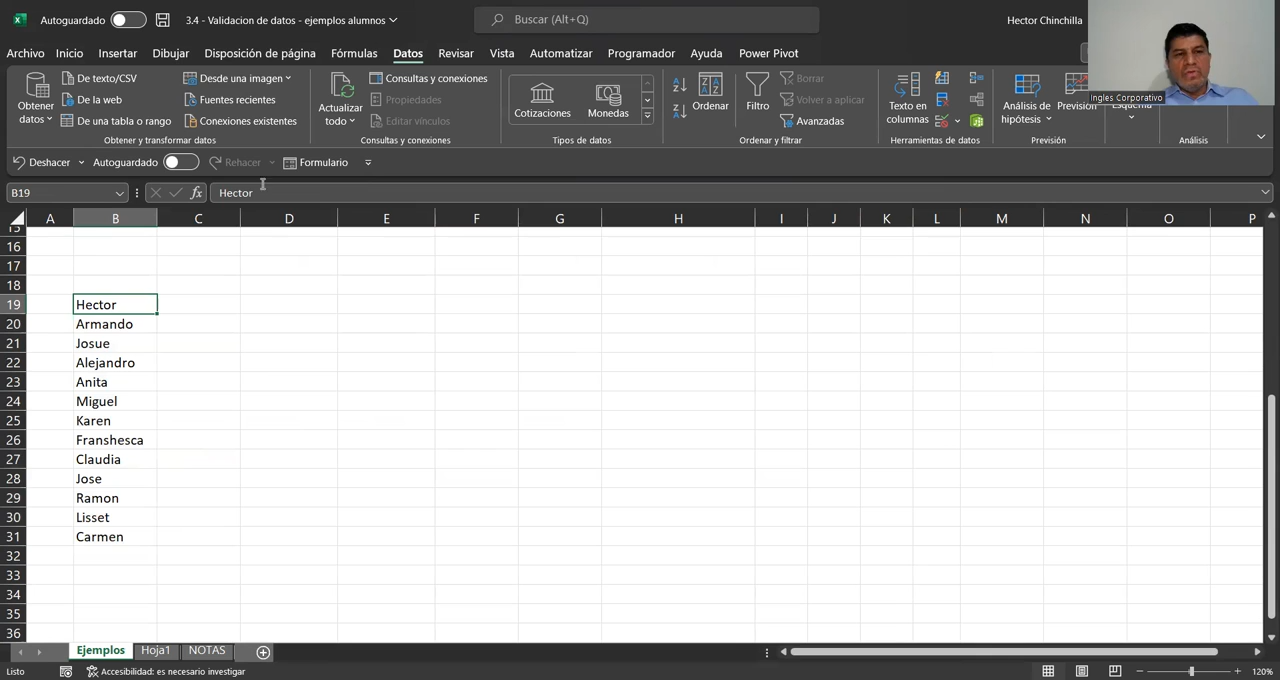 Autoguardado
3.4 - Validacion de datos - ejemplos alumnos
Buscar (Alt+Q)
Hector Chinchilla
Archivo Inicio Insertar Dibujar Disposición de página Fórmulas Datos Revisar Vista Automatizar Programador Ayuda Power Pivot
Obtener datos
De texto/CSV
De la web
De una tabla o rango
Desde una imagen
Fuentes recientes
Conexiones existentes
Obtener y transformar datos
Actualizar todo
Consultas y conexiones
Propiedades
Editar vínculos
Consultas y conexiones
Cotizaciones
Monedas
Tipos de datos
Ordenar
Filtro
Borrar
Volver a aplicar
Avanzadas
Ordenar y filtrar
Texto en columnas
Herramientas de datos
Análisis de hipótesis
Previsión
Previsión
Esquema
Análisis
Ingles Corporativo
Deshacer Autoguardado Rehacer Formulario
B19 fx Hector
A B C D E F G H I J K L M N O P
15
16
17
18
19 Hector
20 Armando
21 Josue
22 Alejandro
23 Anita
24 Miguel
25 Karen
26 Franshesca
27 Claudia
28 Jose
29 Ramon
30 Lisset
31 Carmen
32
33
34
35
36
Ejemplos Hoja1 NOTAS
Listo Accesibilidad: es necesario investigar 120%